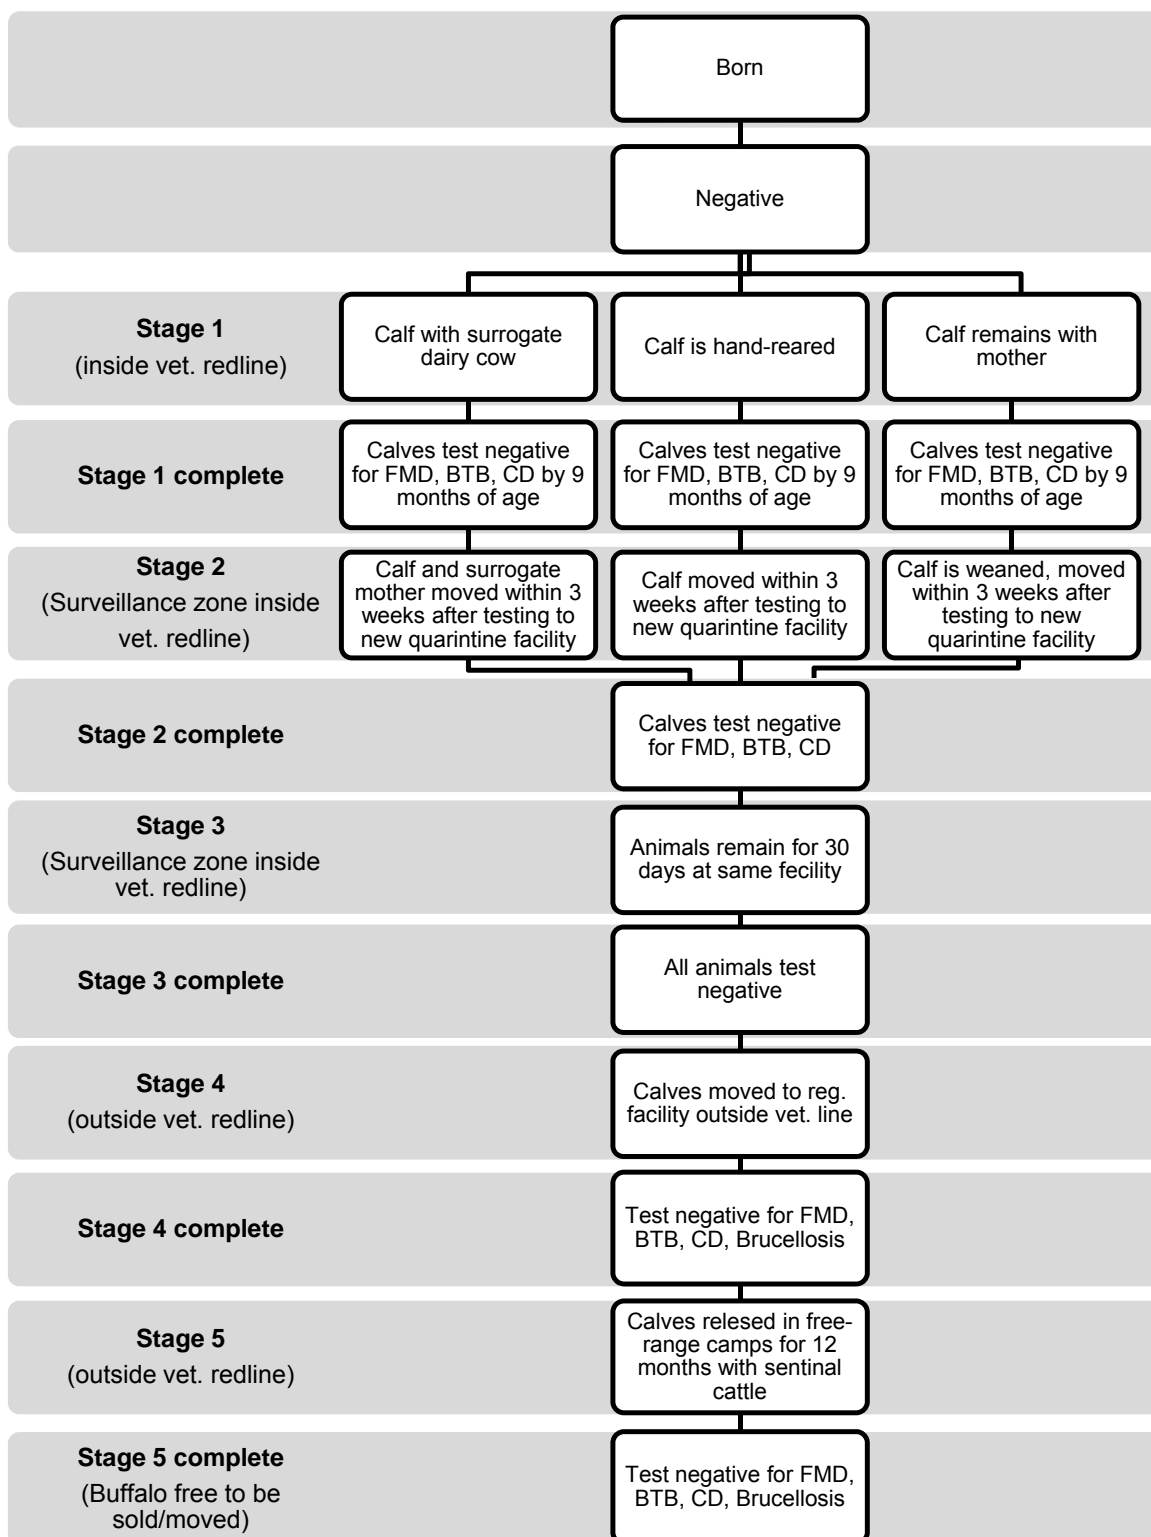 Born
Negative
Stage 1
(inside vet. redline)
Calf with surrogate
dairy cow
Calf is hand-reared
Calf remains with
mother
Stage 1 complete
Calves test negative
for FMD, BTB, CD by 9
months of age
Calves test negative
for FMD, BTB, CD by 9
months of age
Calves test negative
for FMD, BTB, CD by 9
months of age
Stage 2
(Surveillance zone inside
vet. redline)
Calf and surrogate
mother moved within 3
weeks after testing to
new quarintine facility
Calf moved within 3
weeks after testing to
new quarintine facility
Calf is weaned, moved
within 3 weeks after
testing to new
quarintine facility
Stage 2 complete
Calves test negative
for FMD, BTB, CD
Stage 3
(Surveillance zone inside
vet. redline)
Animals remain for 30
days at same fecility
Stage 3 complete
All animals test
negative
Stage 4
(outside vet. redline)
Calves moved to reg.
facility outside vet. line
Stage 4 complete
Test negative for FMD,
BTB, CD, Brucellosis
Stage 5
(outside vet. redline)
Calves relesed in free-
range camps for 12
months with sentinal
cattle
Stage 5 complete
(Buffalo free to be
sold/moved)
Test negative for FMD,
BTB, CD, Brucellosis